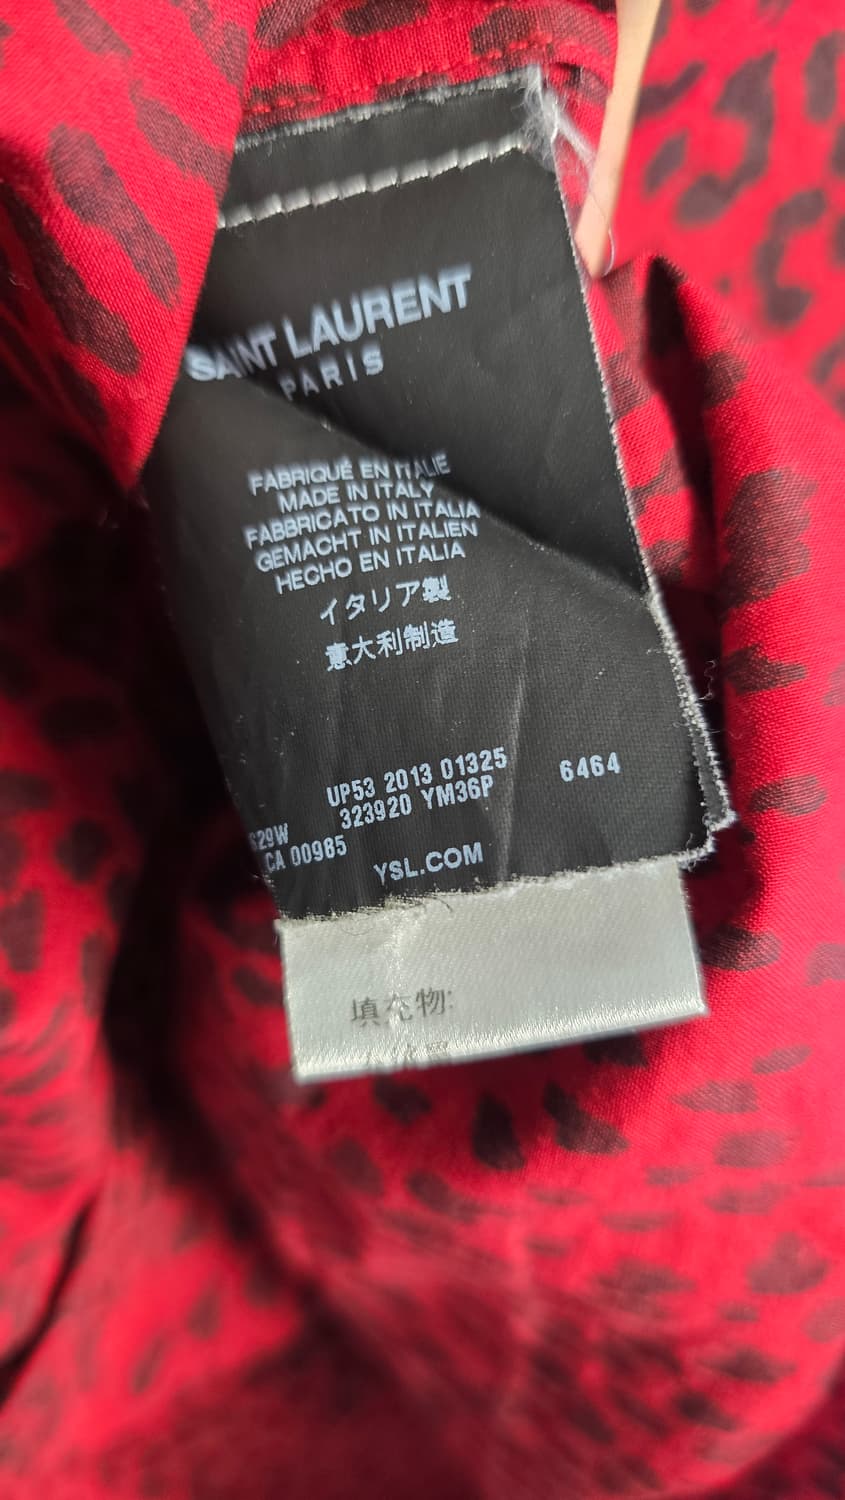 SAINT LAURENT
PARIS
FABRIQUÉ EN ITALIE
MADE IN ITALY
FABBRICATO IN ITALIA
GEMACHT IN ITALIEN
HECHO EN ITALIA
イタリア製
意大利制造
UP53 2013 01325 6464
323920 YM36P
CA 00985
YSL.COM
填充物: